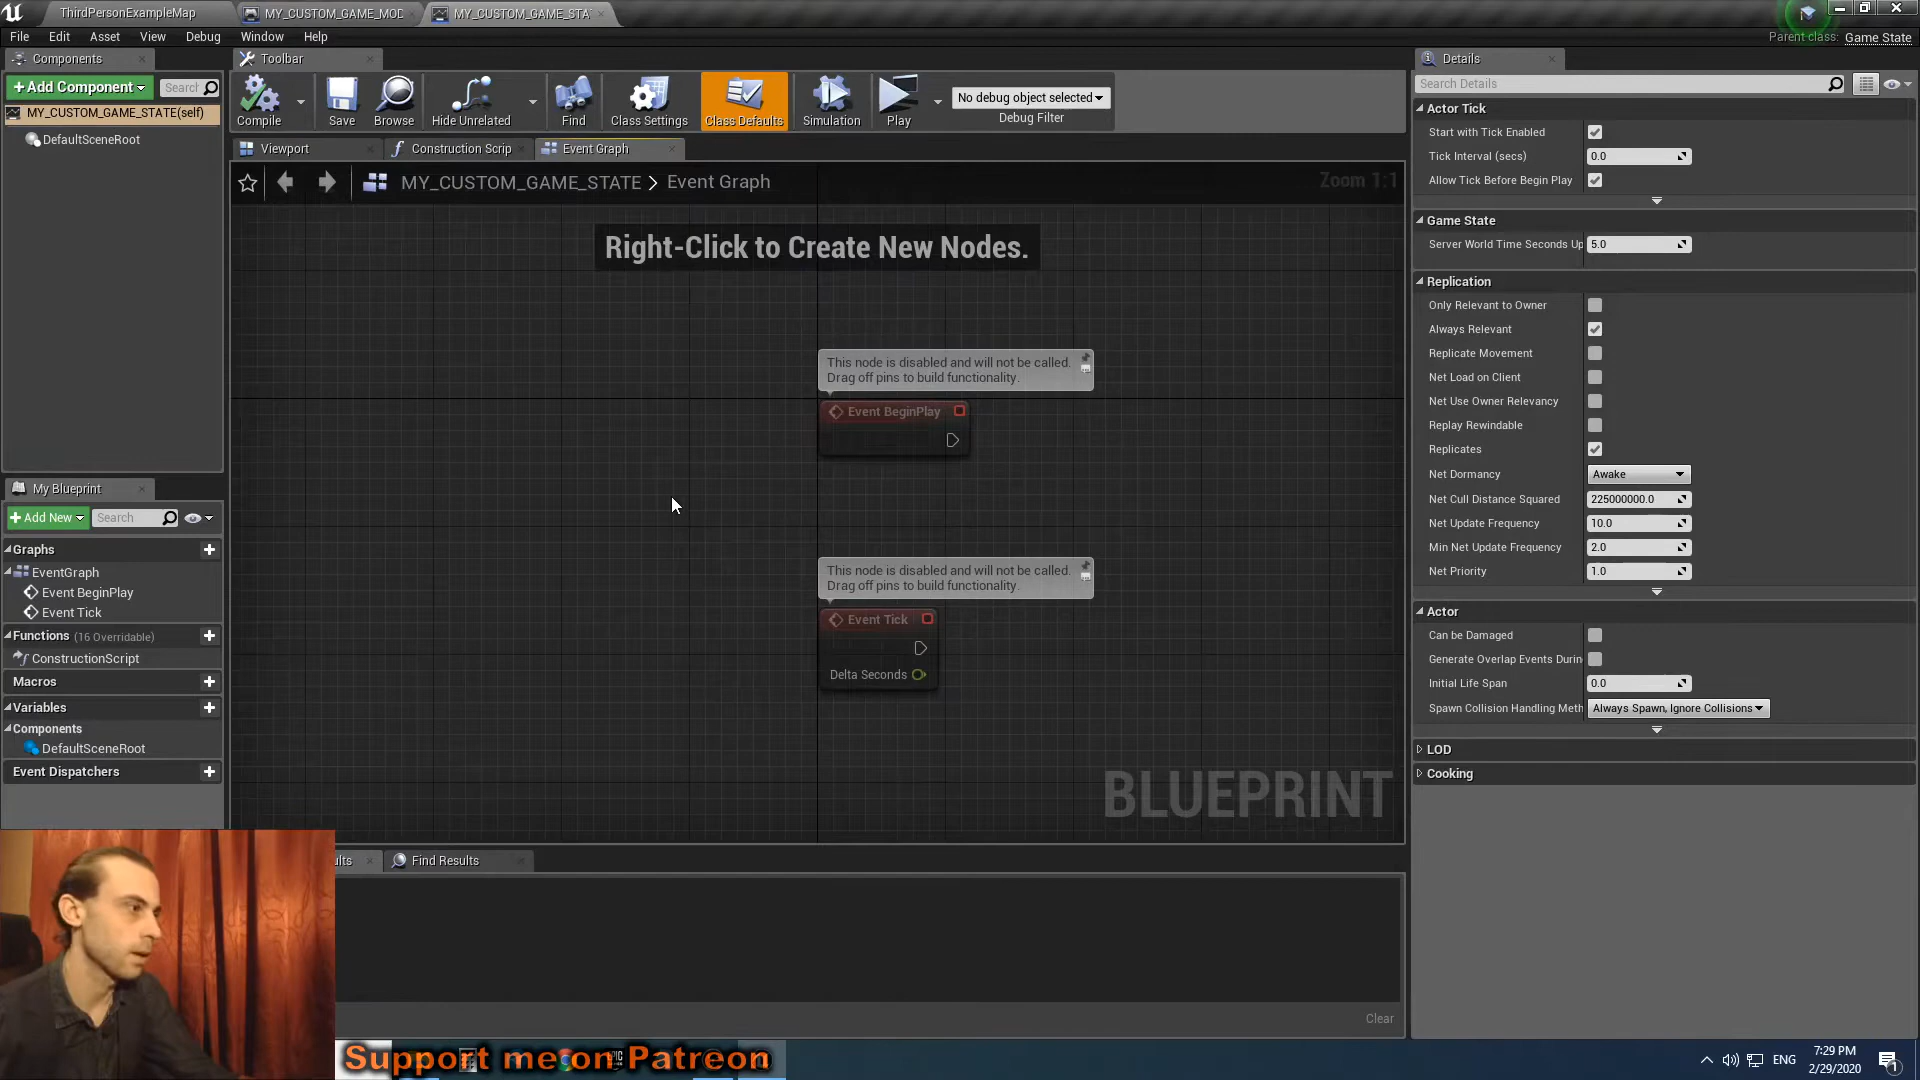 ThirdPersonExampleMap
MY_CUSTOM_GAME_MOD
MY_CUSTOM_GAME_STA
File Edit Asset View Debug Window Help
Parent class: Game State
Components
+Add Component
Search
MY_CUSTOM_GAME_STATE(self)
DefaultSceneRoot
Toolbar
Compile
Save
Browse
Hide Unrelated
Find
Class Settings
Class Defaults
Simulation
Play
No debug object selected
Debug Filter
Viewport
Construction Scrip
Event Graph
MY_CUSTOM_GAME_STATE > Event Graph
Zoom 1:1
Right-Click to Create New Nodes.
This node is disabled and will not be called.
Drag off pins to build functionality.
Event BeginPlay
This node is disabled and will not be called.
Drag off pins to build functionality.
Event Tick
Delta Seconds
BLUEPRINT
My Blueprint
+Add New
Search
Graphs
EventGraph
Event BeginPlay
Event Tick
Functions (16 Overridable)
ConstructionScript
Macros
Variables
Components
DefaultSceneRoot
Event Dispatchers
ults
Find Results
Clear
Details
Search Details
Actor Tick
Start with Tick Enabled
Tick Interval (secs) 0.0
Allow Tick Before Begin Play
Game State
Server World Time Seconds Up 5.0
Replication
Only Relevant to Owner
Always Relevant
Replicate Movement
Net Load on Client
Net Use Owner Relevancy
Replay Rewindable
Replicates
Net Dormancy Awake
Net Cull Distance Squared 225000000.0
Net Update Frequency 10.0
Min Net Update Frequency 2.0
Net Priority 1.0
Actor
Can be Damaged
Generate Overlap Events Durin
Initial Life Span 0.0
Spawn Collision Handling Meth Always Spawn, Ignore Collisions
LOD
Cooking
Support me on Patreon
ENG
7:29 PM
2/29/2020
1